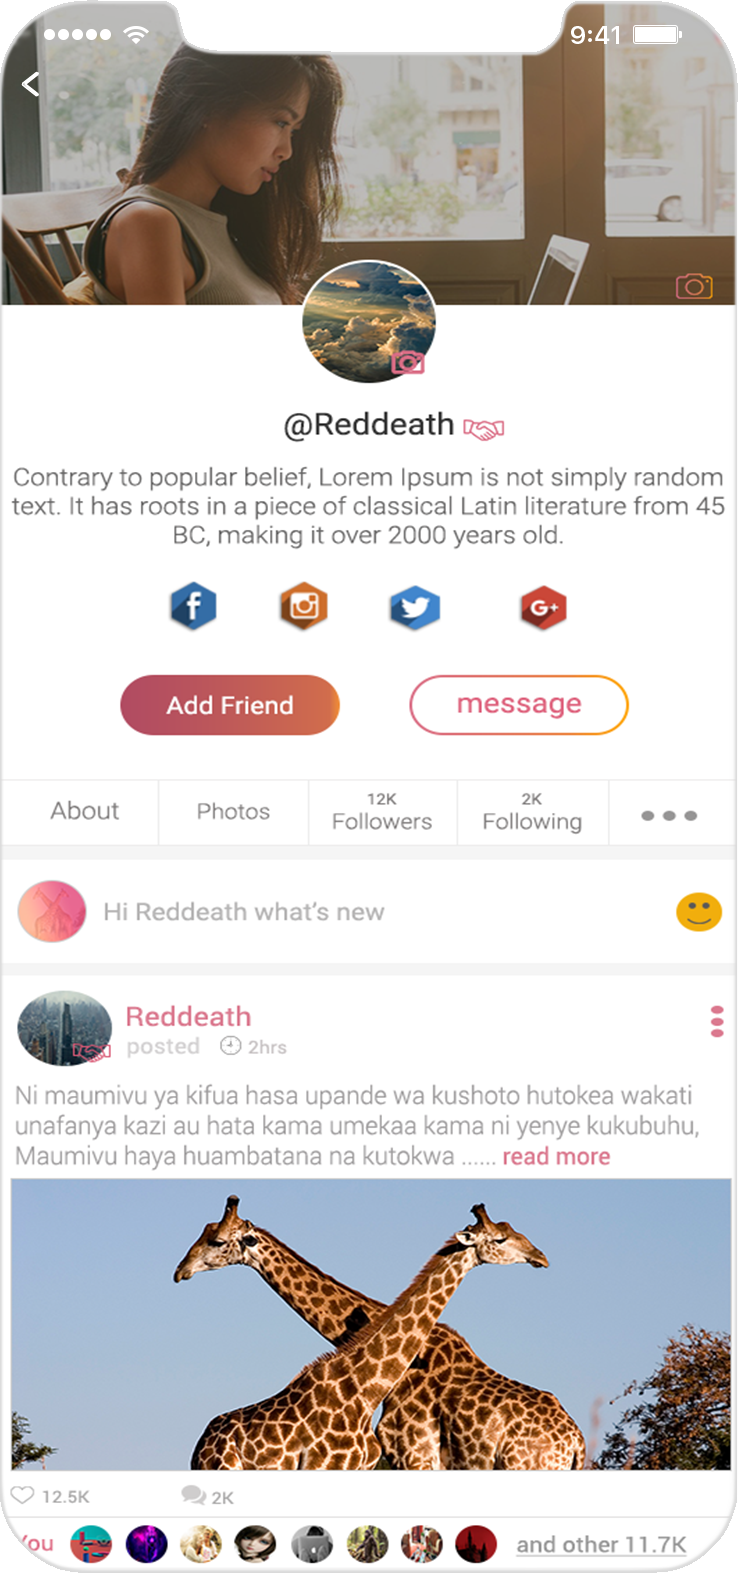 9:41
@Reddeath
Contrary to popular belief, Lorem Ipsum is not simply random
text. It has roots in a piece of classical Latin literature from 45
BC, making it over 2000 years old.
f
G+
Add Friend
message
About
Photos
12K
Followers
2K
Following
Hi Reddeath what's new
Reddeath
posted 2hrs
Ni maumivu ya kifua hasa upande wa kushoto hutokea wakati
unafanya kazi au hata kama umekaa kama ni yenye kukubuhu,
Maumivu haya huambatana na kutokwa ...... read more
12.5K
2K
You
and other 11.7K